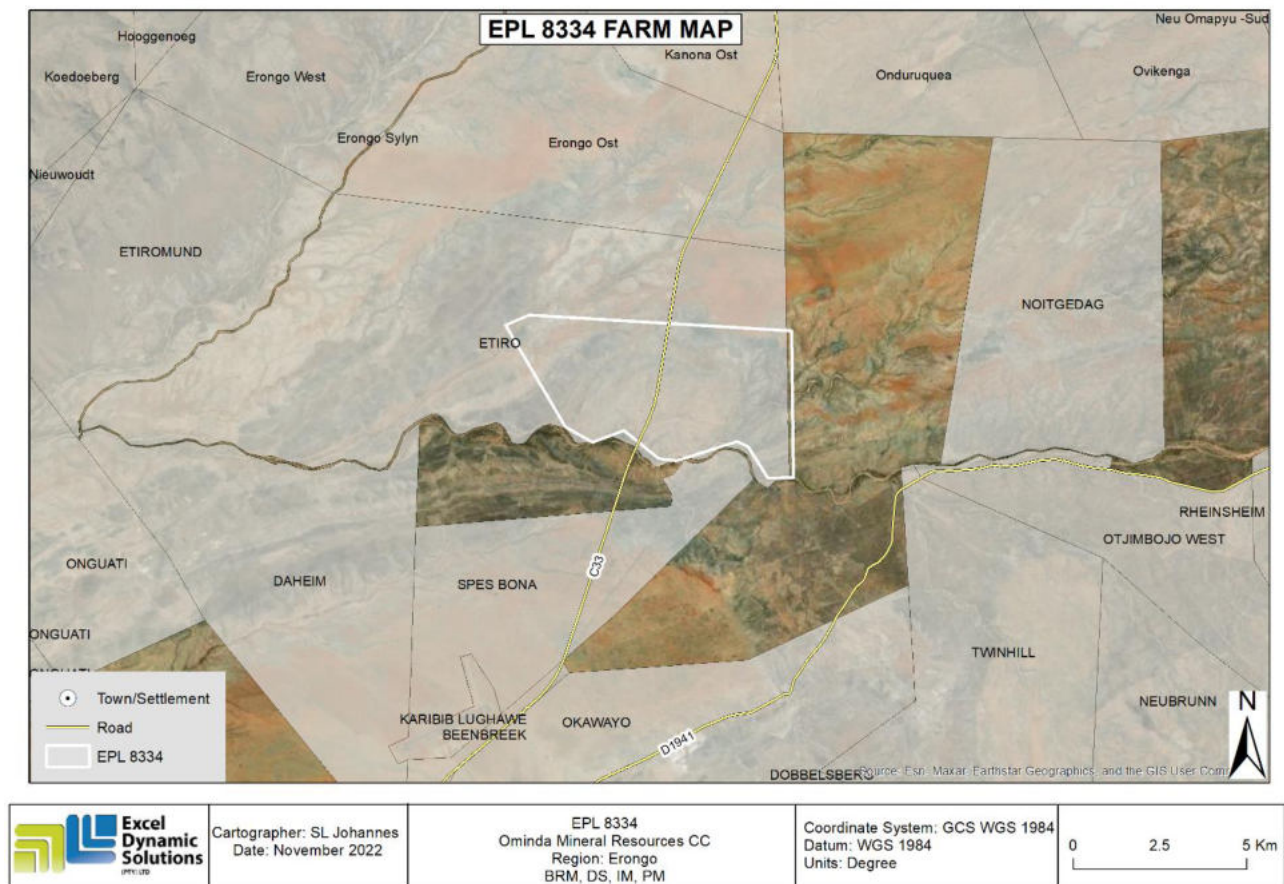 EPL 8334 FARM MAP
Neu Omapyu -Sud
Hooggenoeg
Kanona Ost
Koedoeberg
Erongo West
Onduruquea
Ovikenga
Erongo Sylyn
Erongo Ost
Nieuwoudt
ETIROMUND
NOITGEDAG
ETIRO
RHEINSHEIM
OTJIMBOJO WEST
ONGUATI
DAHEIM
SPES BONA
C33
ONGUATI
TWINHILL
ONGUATI
NEUBRUNN
KARIBIB LUGHAWE
BEENBREEK
OKAWAYO
D1941
DOBBELSBERG
Town/Settlement
Road
EPL 8334
N
Source: Esri, Maxar, Earthstar Geographics, and the GIS User Com
Excel
Dynamic
Solutions
(PTY) LTD
Cartographer: SL Johannes
Date: November 2022
EPL 8334
Ominda Mineral Resources CC
Region: Erongo
BRM, DS, IM, PM
Coordinate System: GCS WGS 1984
Datum: WGS 1984
Units: Degree
0 2.5 5 Km